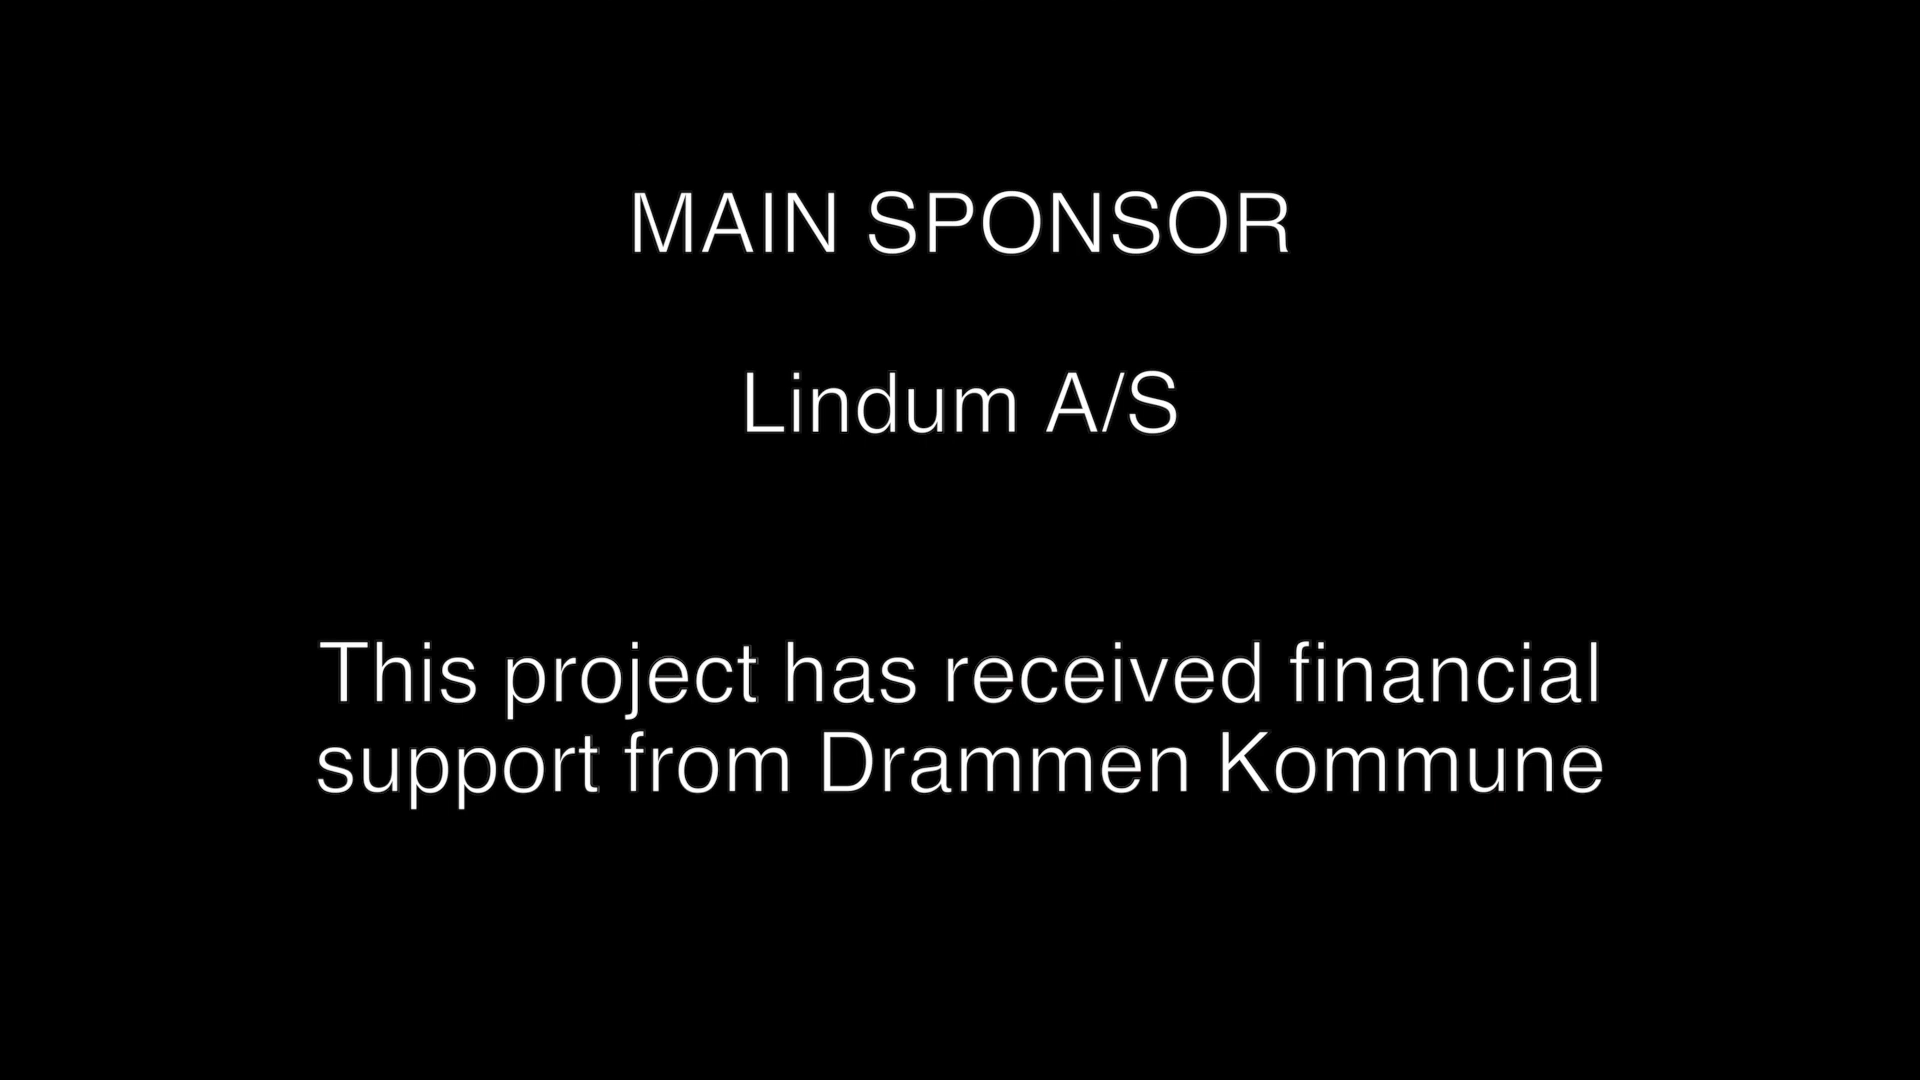 MAIN SPONSOR
Lindum A/S
This project has received financial
support from Drammen Kommune